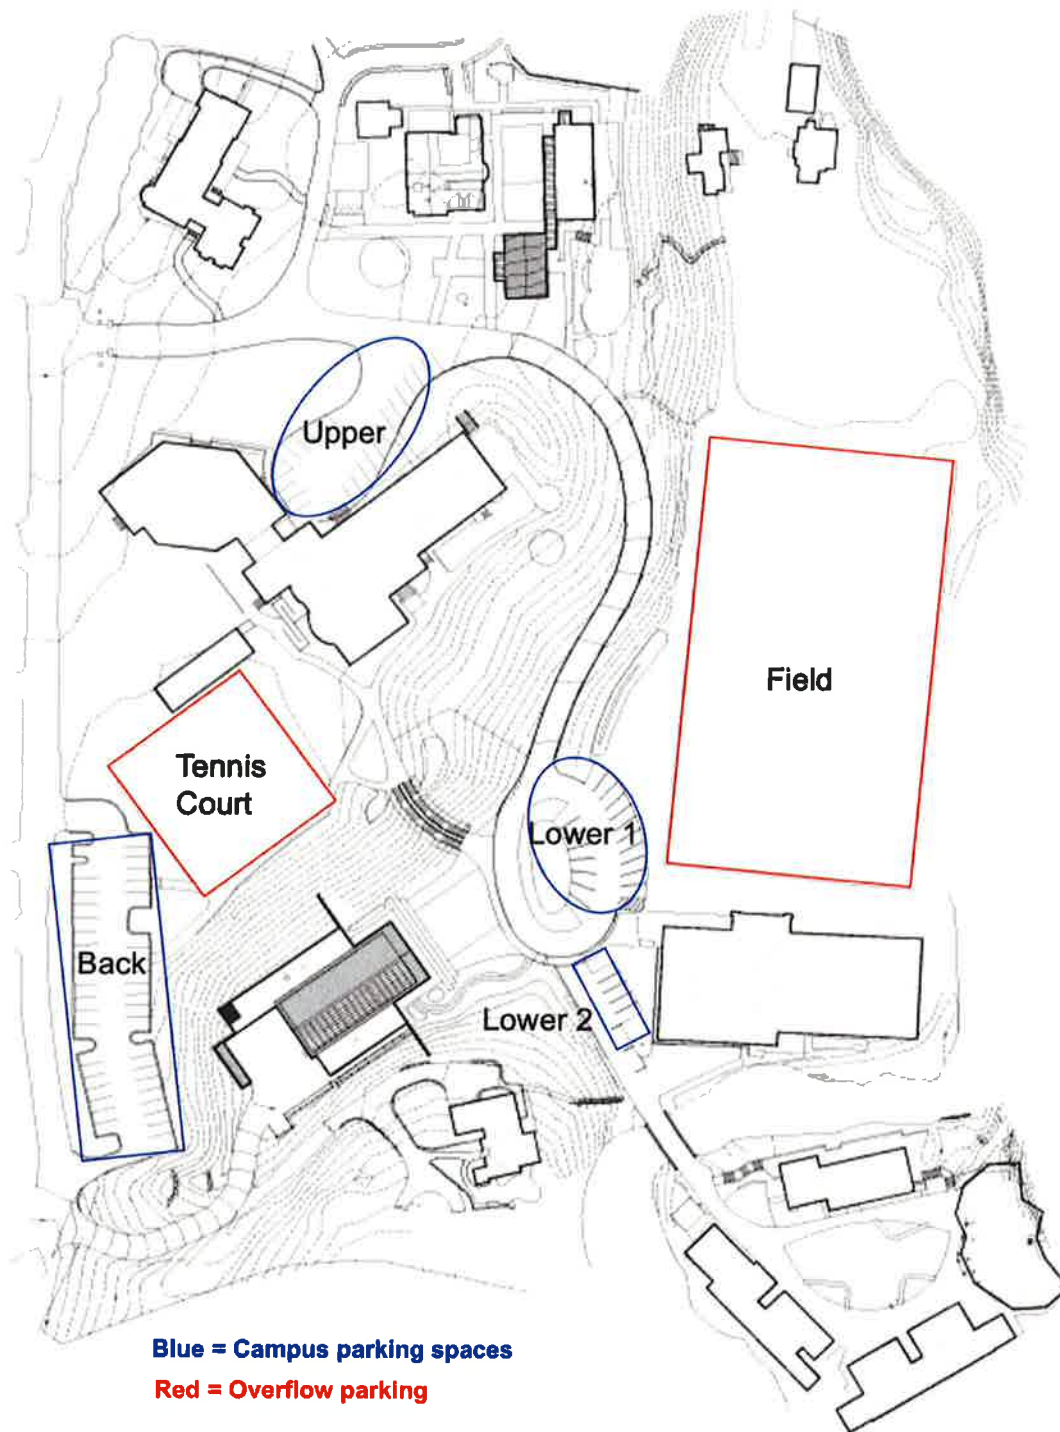 Upper
Field
Tennis
Court
Lower 1
Back
Lower 2
Blue = Campus parking spaces
Red = Overflow parking